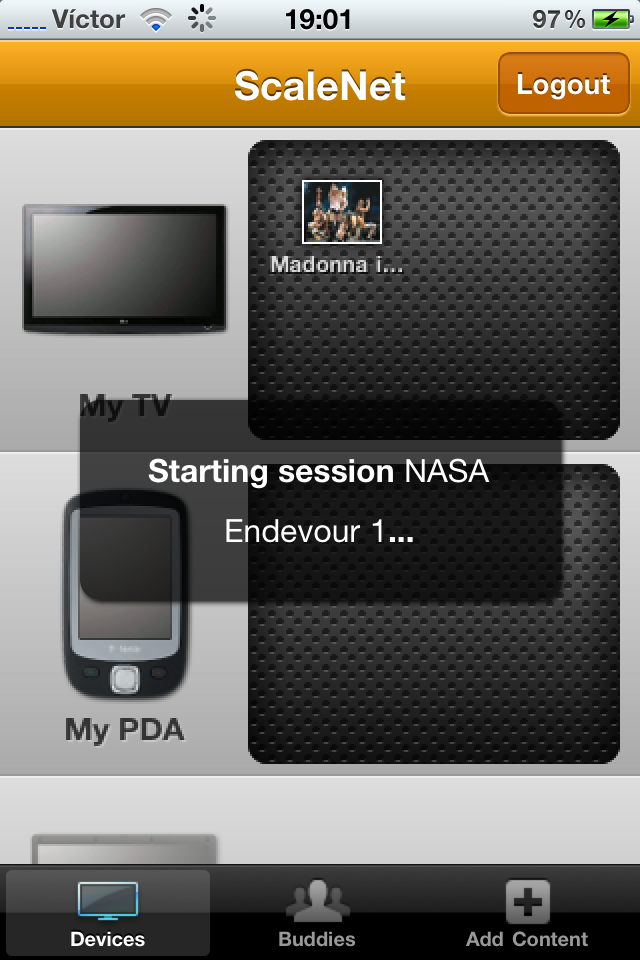 Víctor 19:01 97%
ScaleNet Logout
Madonna i...
My TV
Starting session NASA
Endevour 1...
My PDA
Devices Buddies Add Content